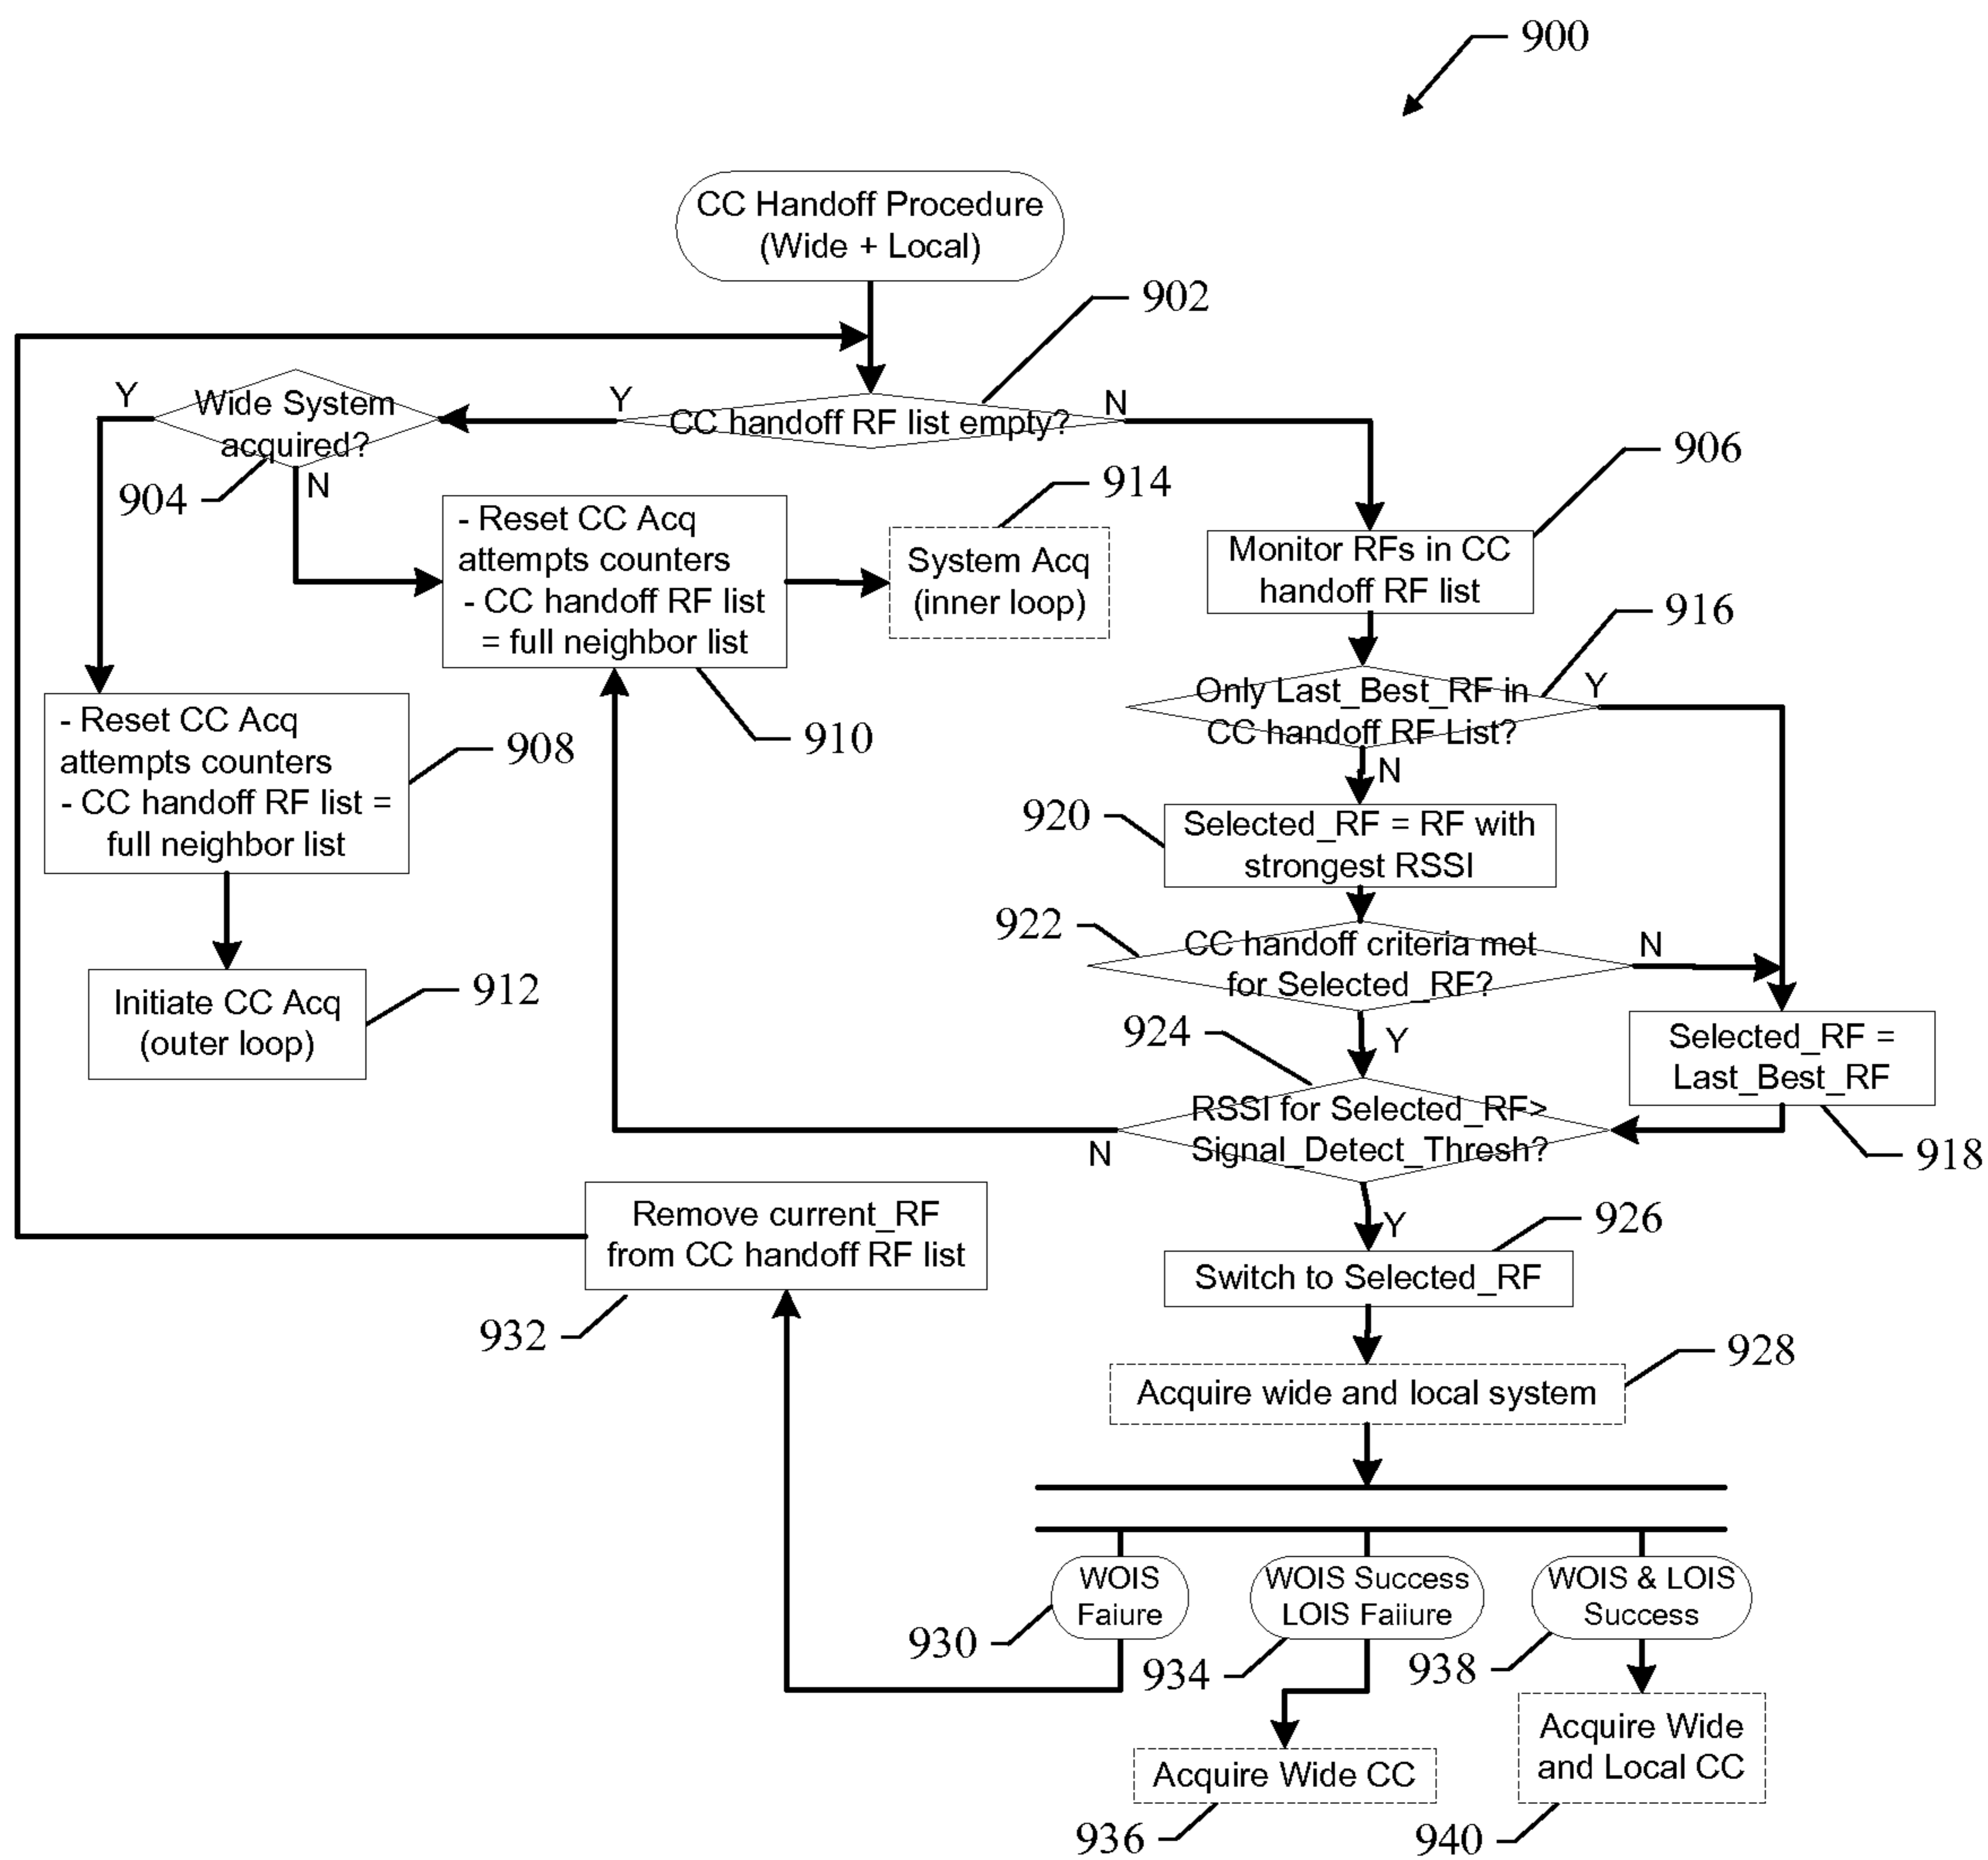 900
CC Handoff Procedure
(Wide + Local)
902
Y
Wide System
acquired?
904
N
Y
CC handoff RF list empty?
N
906
914
- Reset CC Acq
attempts counters
- CC handoff RF list
= full neighbor list
910
System Acq
(inner loop)
Monitor RFs in CC
handoff RF list
916
- Reset CC Acq
attempts counters
- CC handoff RF list =
full neighbor list
908
Only Last_Best_RF in
CC handoff RF List?
Y
N
920
Selected_RF = RF with
strongest RSSI
922
CC handoff criteria met
for Selected_RF?
N
Y
Initiate CC Acq
(outer loop)
912
924
Selected_RF =
Last_Best_RF
918
RSSI for Selected_RF>
Signal_Detect_Thresh?
N
Y
Remove current_RF
from CC handoff RF list
932
926
Switch to Selected_RF
928
Acquire wide and local system
WOIS
Faiure
930
WOIS Success
LOIS Faiiure
934
WOIS & LOIS
Success
938
Acquire Wide CC
936
Acquire Wide
and Local CC
940